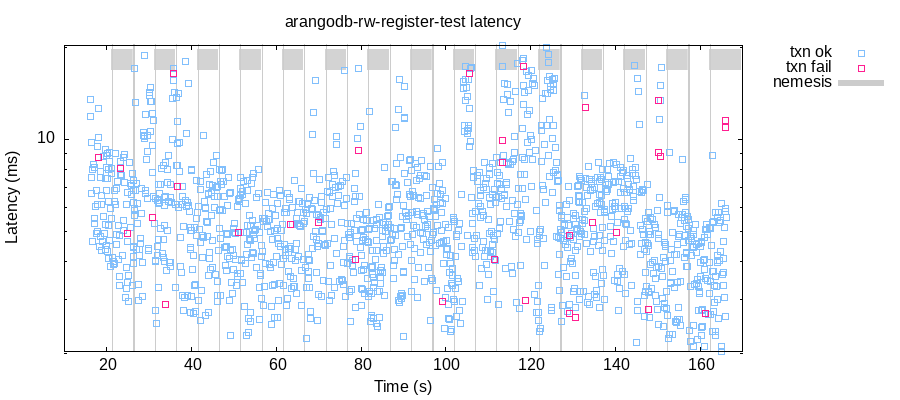 arangodb-rw-register-test latency
txn ok
txn fail
nemesis
10
Latency (ms)
20 40 60 80 100 120 140 160
Time (s)